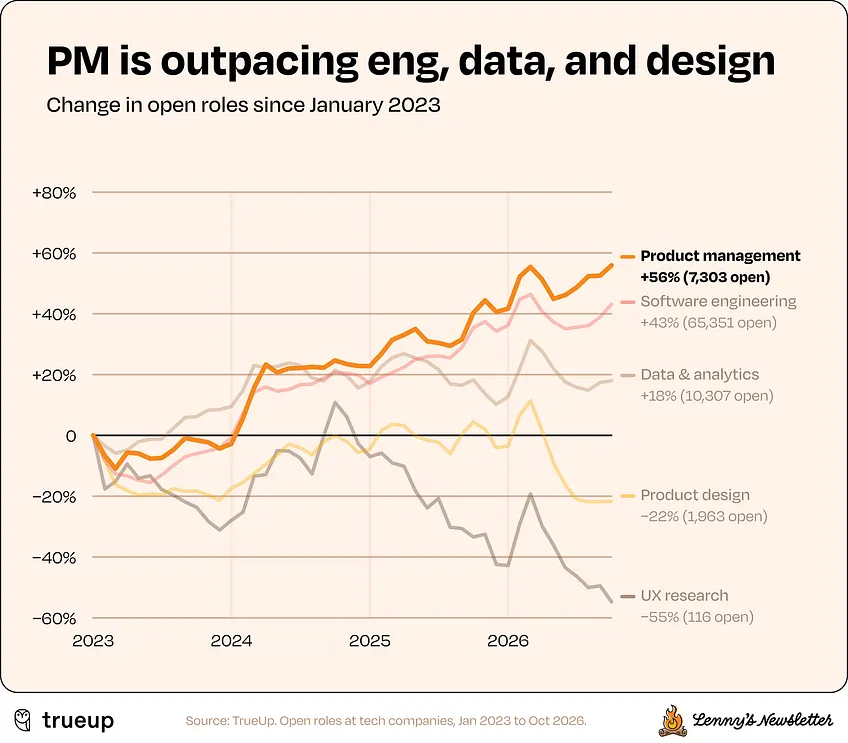 PM is outpacing eng, data, and design
Change in open roles since January 2023
+80%
+60%
+40%
+20%
0
−20%
−40%
−60%
2023
2024
2025
2026
Product management
+56% (7,303 open)
Software engineering
+43% (65,351 open)
Data & analytics
+18% (10,307 open)
Product design
−22% (1,963 open)
UX research
−55% (116 open)
trueup
Source: TrueUp. Open roles at tech companies, Jan 2023 to Oct 2026.
Lenny's Newsletter